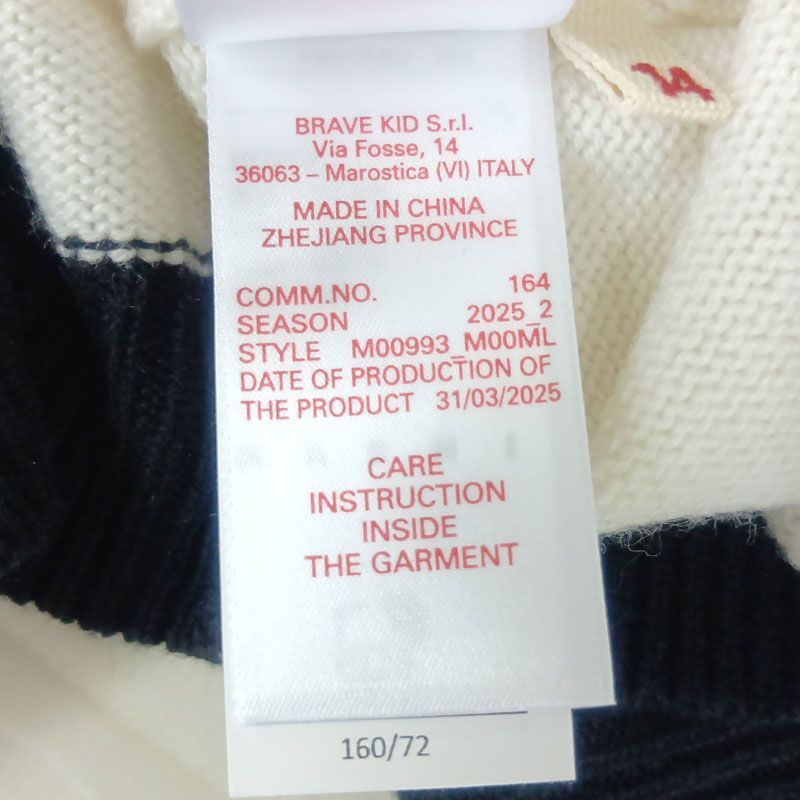 14
BRAVE KID S.r.l.
Via Fosse, 14
36063 – Marostica (VI) ITALY
MADE IN CHINA
ZHEJIANG PROVINCE
COMM.NO. 164
SEASON 2025_2
STYLE M00993_M00ML
DATE OF PRODUCTION OF
THE PRODUCT 31/03/2025
CARE
INSTRUCTION
INSIDE
THE GARMENT
160/72